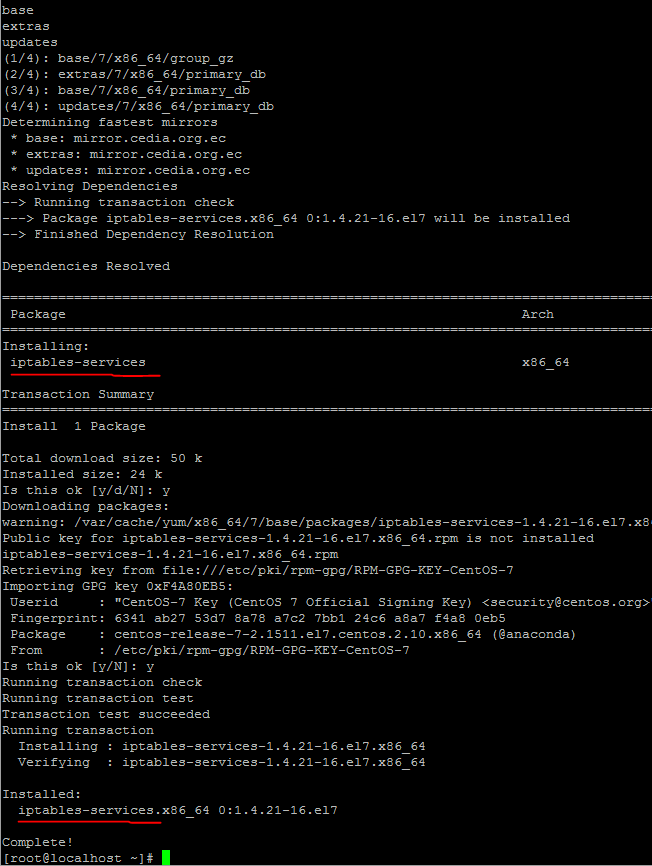 base
extras
updates
(1/4): base/7/x86_64/group_gz
(2/4): extras/7/x86_64/primary_db
(3/4): base/7/x86_64/primary_db
(4/4): updates/7/x86_64/primary_db
Determining fastest mirrors
 * base: mirror.cedia.org.ec
 * extras: mirror.cedia.org.ec
 * updates: mirror.cedia.org.ec
Resolving Dependencies
--> Running transaction check
---> Package iptables-services.x86_64 0:1.4.21-16.el7 will be installed
--> Finished Dependency Resolution

Dependencies Resolved

================================================================================
 Package                                                         Arch
================================================================================
Installing:
 iptables-services                                               x86_64

Transaction Summary
================================================================================
Install  1 Package

Total download size: 50 k
Installed size: 24 k
Is this ok [y/d/N]: y
Downloading packages:
warning: /var/cache/yum/x86_64/7/base/packages/iptables-services-1.4.21-16.el7.x8
Public key for iptables-services-1.4.21-16.el7.x86_64.rpm is not installed
iptables-services-1.4.21-16.el7.x86_64.rpm
Retrieving key from file:///etc/pki/rpm-gpg/RPM-GPG-KEY-CentOS-7
Importing GPG key 0xF4A80EB5:
 Userid     : "CentOS-7 Key (CentOS 7 Official Signing Key) <security@centos.org>"
 Fingerprint: 6341 ab27 53d7 8a78 a7c2 7bb1 24c6 a8a7 f4a8 0eb5
 Package    : centos-release-7-2.1511.el7.centos.2.10.x86_64 (@anaconda)
 From       : /etc/pki/rpm-gpg/RPM-GPG-KEY-CentOS-7
Is this ok [y/N]: y
Running transaction check
Running transaction test
Transaction test succeeded
Running transaction
  Installing : iptables-services-1.4.21-16.el7.x86_64
  Verifying  : iptables-services-1.4.21-16.el7.x86_64

Installed:
  iptables-services.x86_64 0:1.4.21-16.el7

Complete!
[root@localhost ~]#